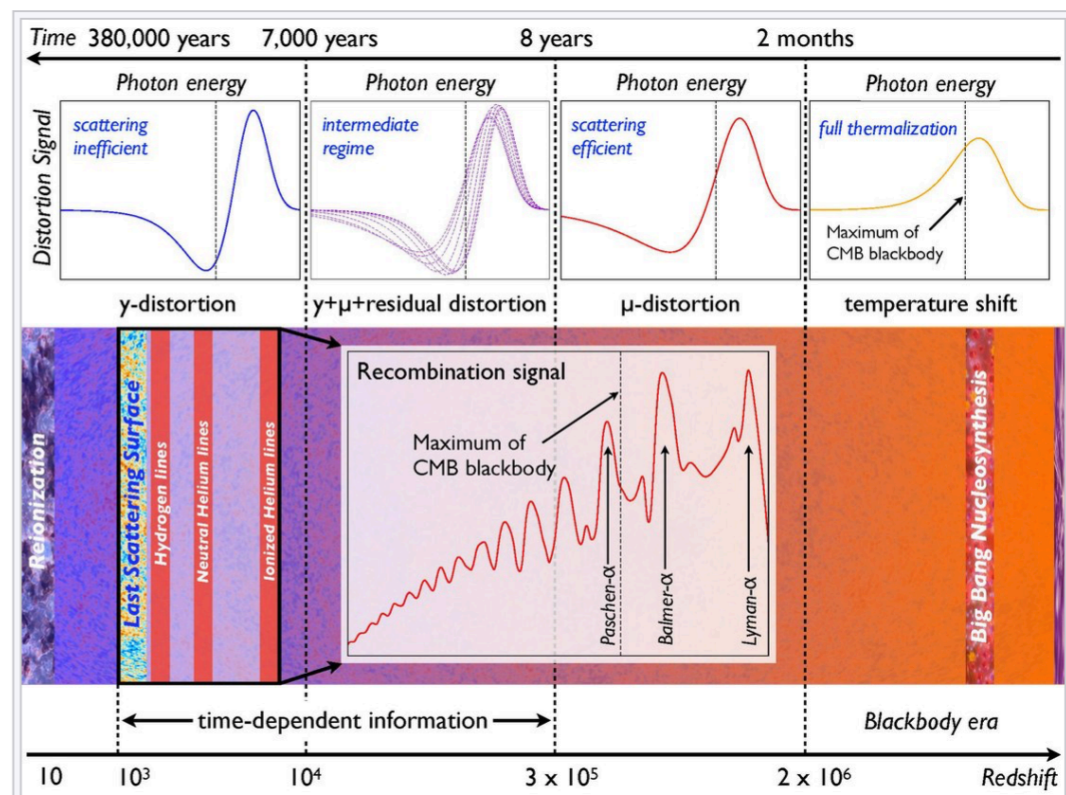 Time 380,000 years 7,000 years 8 years 2 months
Photon energy Photon energy Photon energy Photon energy
Distortion Signal
scattering
inefficient
intermediate
regime
scattering
efficient
full thermalization
Maximum of
CMB blackbody
y-distortion y+μ+residual distortion μ-distortion temperature shift
Reionization
Last Scattering Surface
Hydrogen lines
Neutral Helium lines
Ionized Helium lines
Recombination signal
Maximum of
CMB blackbody
Paschen-α
Balmer-α
Lyman-α
Big Bang Nucleosynthesis
time-dependent information Blackbody era
10 10³ 10⁴ 3 x 10⁵ 2 x 10⁶ Redshift